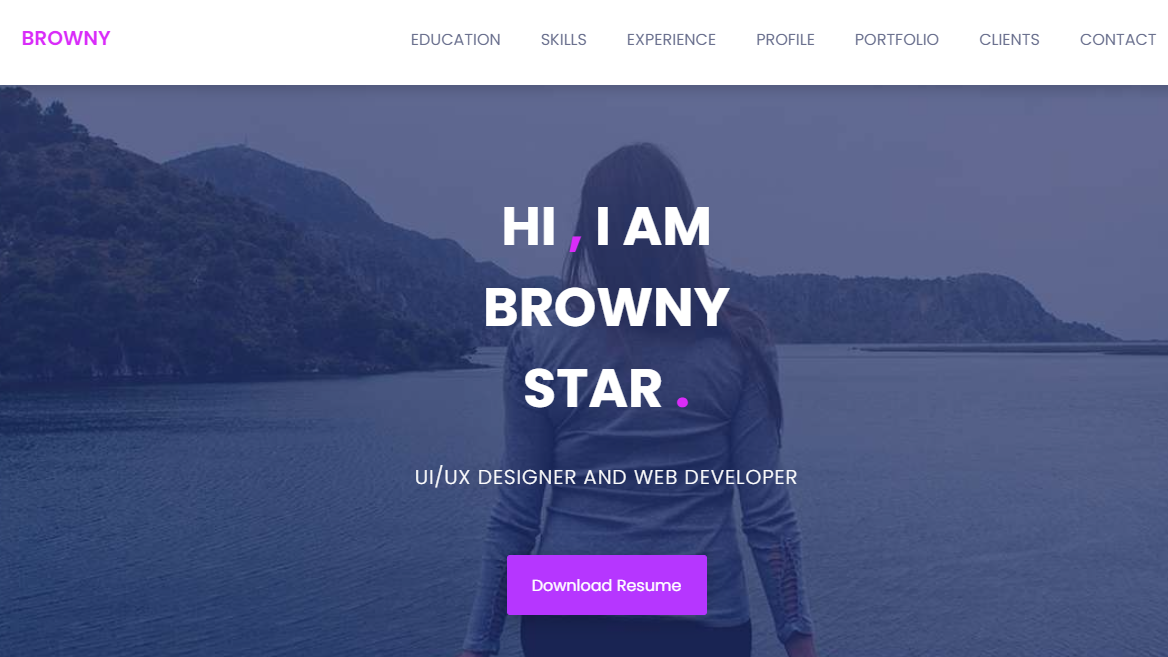 BROWNY
EDUCATION SKILLS EXPERIENCE PROFILE PORTFOLIO CLIENTS CONTACT
HI , I AM
BROWNY
STAR .
UI/UX DESIGNER AND WEB DEVELOPER
Download Resume